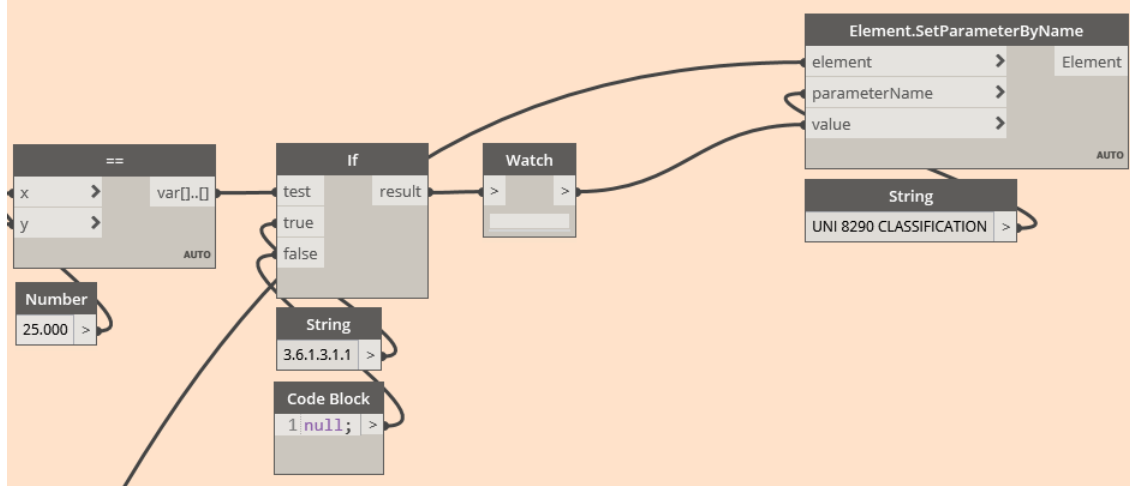 Element.SetParameterByName
element > Element
parameterName >
value >
AUTO
== 
x > var[]..[]
y >
AUTO
If
test result
true
false
Watch
> >
String
UNI 8290 CLASSIFICATION >
Number
25.000 >
String
3.6.1.3.1.1 >
Code Block
1 null; >